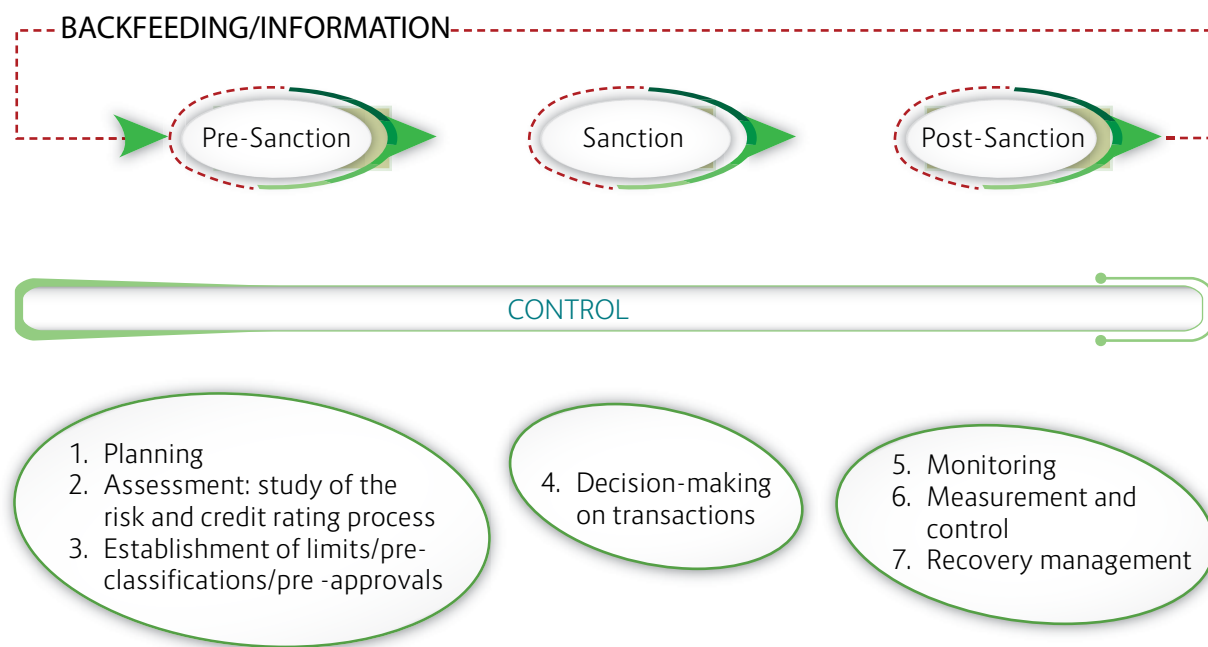 BACKFEEDING/INFORMATION
Pre-Sanction
Sanction
Post-Sanction
CONTROL
1. Planning
2. Assessment: study of the
risk and credit rating process
3. Establishment of limits/pre-
classifications/pre -approvals
4. Decision-making
on transactions
5. Monitoring
6. Measurement and
control
7. Recovery management